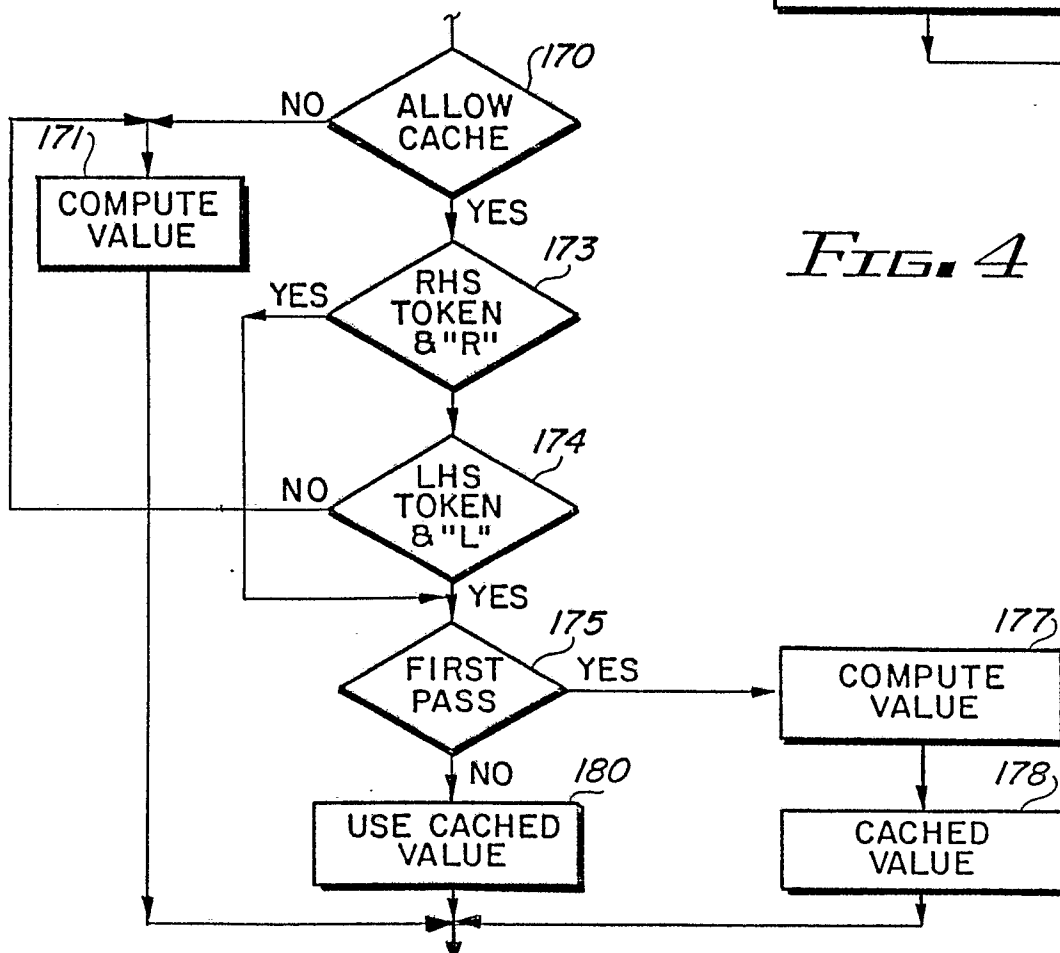 170
ALLOW
CACHE
NO
YES
171
COMPUTE
VALUE
173
RHS
TOKEN
&"R"
YES
FIG. 4
174
LHS
TOKEN
&"L"
NO
YES
175
FIRST
PASS
YES
NO
177
COMPUTE
VALUE
180
USE CACHED
VALUE
178
CACHED
VALUE